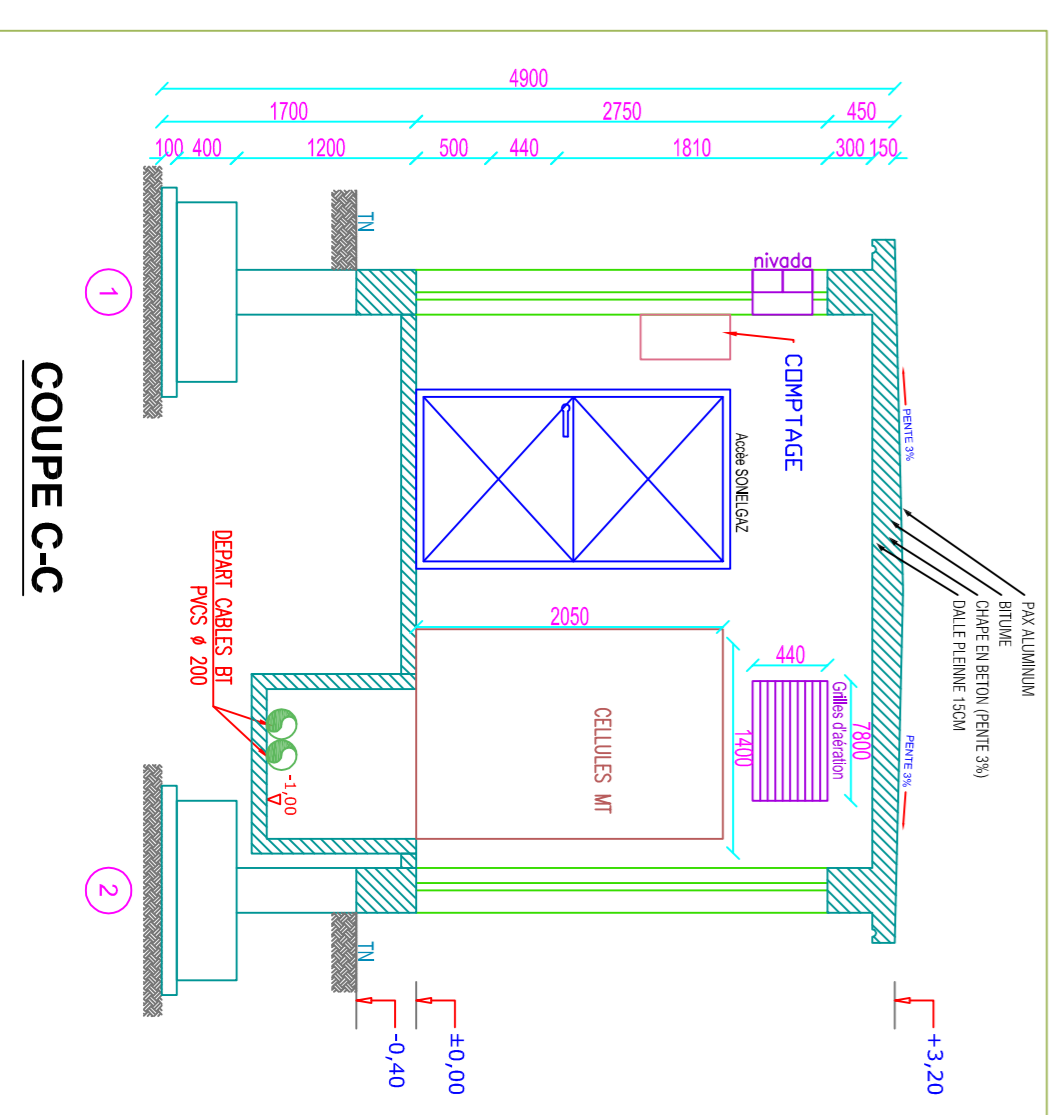 PAX ALUMINUM
BITUME
CHAPE EN BETON (PENTE 3%)
DALLE PLEINNE 15CM
PENTE 3%
PENTE 3%
+3,20
±0,00
-0,40
4900
1700
2750
450
100
400
1200
500
440
1810
300
150
nivada
COMPTAGE
Accèe SONELGAZ
Grilles d'aération
7800
440
1400
2050
CELLULES MT
TN
TN
-1,00
DEPART CABLES BT
PVCS ø 200
1
2
COUPE C-C